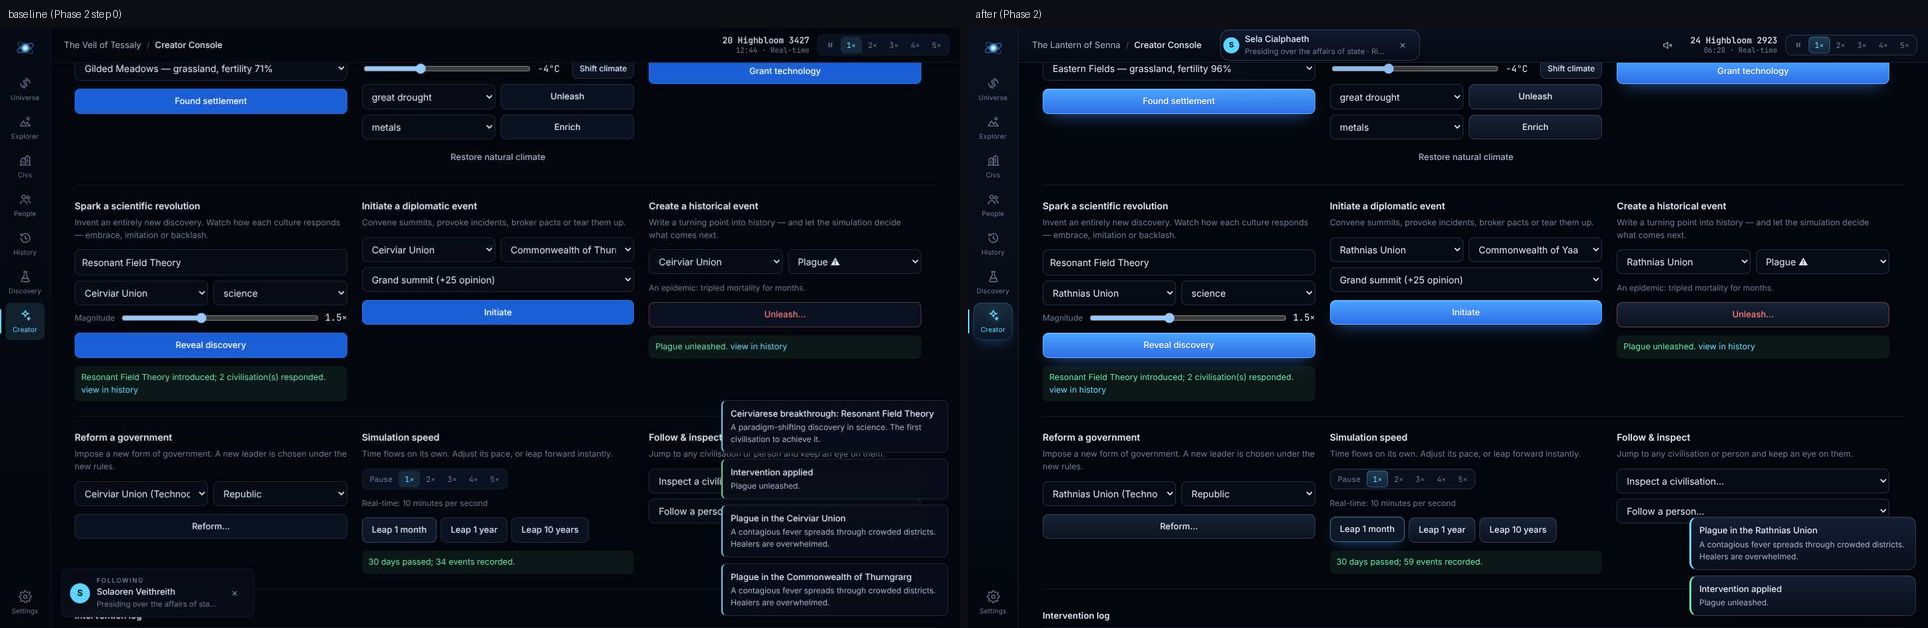 baseline (Phase 2 step 0)
The Veil of Tessaly / Creator Console
20 Highbloom 3427
12:44 · Real-time
1× 2× 3× 4× 5×
Universe
Explorer
Civs
People
History
Discovery
Creator
Settings
Gilded Meadows — grassland, fertility 71%
Found settlement
-4°C
Shift climate
great drought
Unleash
metals
Enrich
Restore natural climate
Grant technology
Spark a scientific revolution
Invent an entirely new discovery. Watch how each culture responds
— embrace, imitation or backlash.
Resonant Field Theory
Ceirviar Union
science
Magnitude
1.5×
Reveal discovery
Resonant Field Theory introduced; 2 civilisation(s) responded.
view in history
Initiate a diplomatic event
Convene summits, provoke incidents, broker pacts or tear them up.
Ceirviar Union
Commonwealth of Thurn
Grand summit (+25 opinion)
Initiate
Create a historical event
Write a turning point into history — and let the simulation decide
what comes next.
Ceirviar Union
Plague ⚠
An epidemic: tripled mortality for months.
Unleash...
Plague unleashed. view in history
Reform a government
Impose a new form of government. A new leader is chosen under the
new rules.
Ceirviar Union (Technoc
Republic
Reform...
Simulation speed
Time flows on its own. Adjust its pace, or leap forward instantly.
Pause 1× 2× 3× 4× 5×
Real-time: 10 minutes per second
Leap 1 month
Leap 1 year
Leap 10 years
30 days passed; 34 events recorded.
Follow & inspect
Jump to any civilisation or person and keep an eye on them.
Inspect a civili
Follow a perso
Ceirviarese breakthrough: Resonant Field Theory
A paradigm-shifting discovery in science. The first
civilisation to achieve it.
Intervention applied
Plague unleashed.
Plague in the Ceirviar Union
A contagious fever spreads through crowded districts.
Healers are overwhelmed.
Plague in the Commonwealth of Thurngrarg
A contagious fever spreads through crowded districts.
Healers are overwhelmed.
FOLLOWING
S
Solaoren Veithreith
Presiding over the affairs of sta...
×
Intervention log
after (Phase 2)
The Lantern of Senna / Creator Console
S
Sela Cialphaeth
Presiding over the affairs of state · Ri...
×
24 Highbloom 2923
06:28 · Real-time
1× 2× 3× 4× 5×
Universe
Explorer
Civs
People
History
Discovery
Creator
Settings
Eastern Fields — grassland, fertility 96%
Found settlement
-4°C
Shift climate
great drought
Unleash
metals
Enrich
Restore natural climate
Grant technology
Spark a scientific revolution
Invent an entirely new discovery. Watch how each culture responds
— embrace, imitation or backlash.
Resonant Field Theory
Rathnias Union
science
Magnitude
1.5×
Reveal discovery
Resonant Field Theory introduced; 2 civilisation(s) responded.
view in history
Initiate a diplomatic event
Convene summits, provoke incidents, broker pacts or tear them up.
Rathnias Union
Commonwealth of Yaa
Grand summit (+25 opinion)
Initiate
Create a historical event
Write a turning point into history — and let the simulation decide
what comes next.
Rathnias Union
Plague ⚠
An epidemic: tripled mortality for months.
Unleash...
Plague unleashed. view in history
Reform a government
Impose a new form of government. A new leader is chosen under the
new rules.
Rathnias Union (Techno
Republic
Reform...
Simulation speed
Time flows on its own. Adjust its pace, or leap forward instantly.
Pause 1× 2× 3× 4× 5×
Real-time: 10 minutes per second
Leap 1 month
Leap 1 year
Leap 10 years
30 days passed; 59 events recorded.
Follow & inspect
Jump to any civilisation or person and keep an eye on them.
Inspect a civilisation...
Follow a person...
Plague in the Rathnias Union
A contagious fever spreads through crowded districts.
Healers are overwhelmed.
Intervention applied
Plague unleashed.
Intervention log